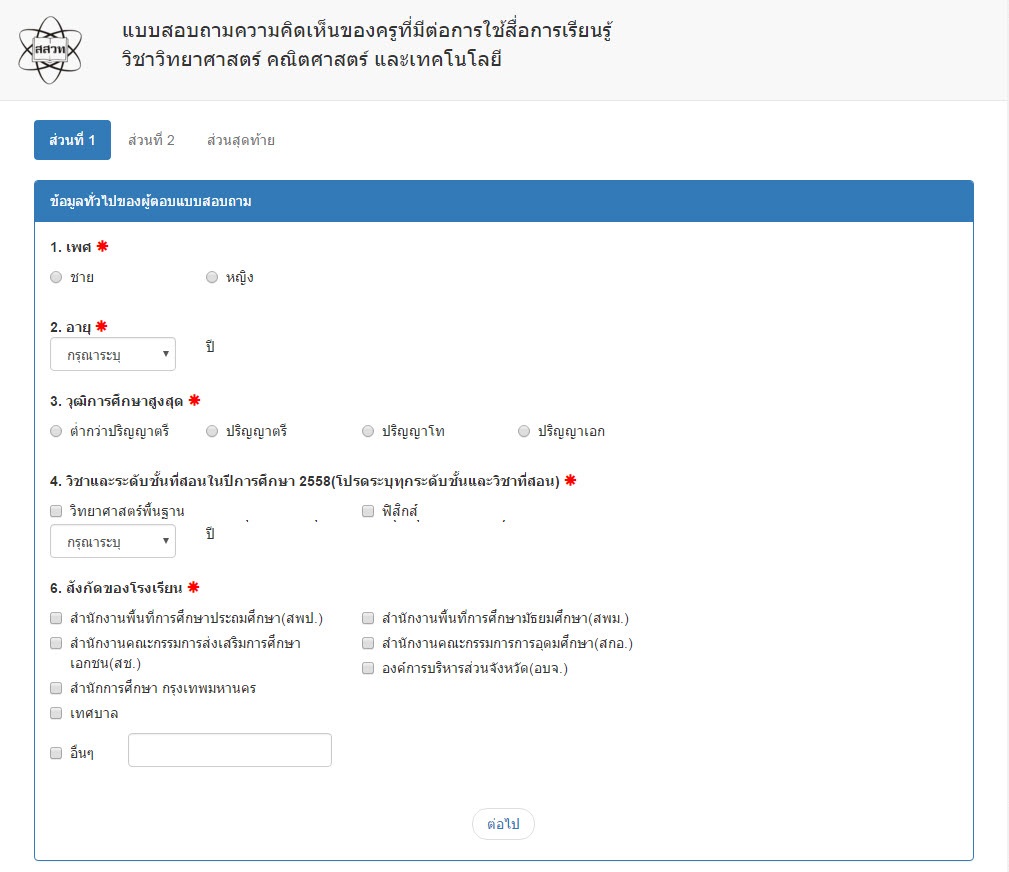 สสวท
แบบสอบถามความคิดเห็นของครูที่มีต่อการใช้สื่อการเรียนรู้
วิชาวิทยาศาสตร์ คณิตศาสตร์ และเทคโนโลยี
ส่วนที่ 1 ส่วนที่ 2 ส่วนสุดท้าย
ข้อมูลทั่วไปของผู้ตอบแบบสอบถาม
1. เพศ
ชาย หญิง
2. อายุ
กรุณาระบุ ปี
3. วุฒิการศึกษาสูงสุด
ต่ำกว่าปริญญาตรี ปริญญาตรี ปริญญาโท ปริญญาเอก
4. วิชาและระดับชั้นที่สอนในปีการศึกษา 2558(โปรดระบุทุกระดับชั้นและวิชาที่สอน)
วิทยาศาสตร์พื้นฐาน ฟิสิกส์
กรุณาระบุ ปี
6. สังกัดของโรงเรียน
สำนักงานพื้นที่การศึกษาประถมศึกษา(สพป.) สำนักงานพื้นที่การศึกษามัธยมศึกษา(สพม.)
สำนักงานคณะกรรมการส่งเสริมการศึกษา สำนักงานคณะกรรมการการอุดมศึกษา(สกอ.)
เอกชน(สช.) องค์การบริหารส่วนจังหวัด(อบจ.)
สำนักการศึกษา กรุงเทพมหานคร
เทศบาล
อื่นๆ
ต่อไป